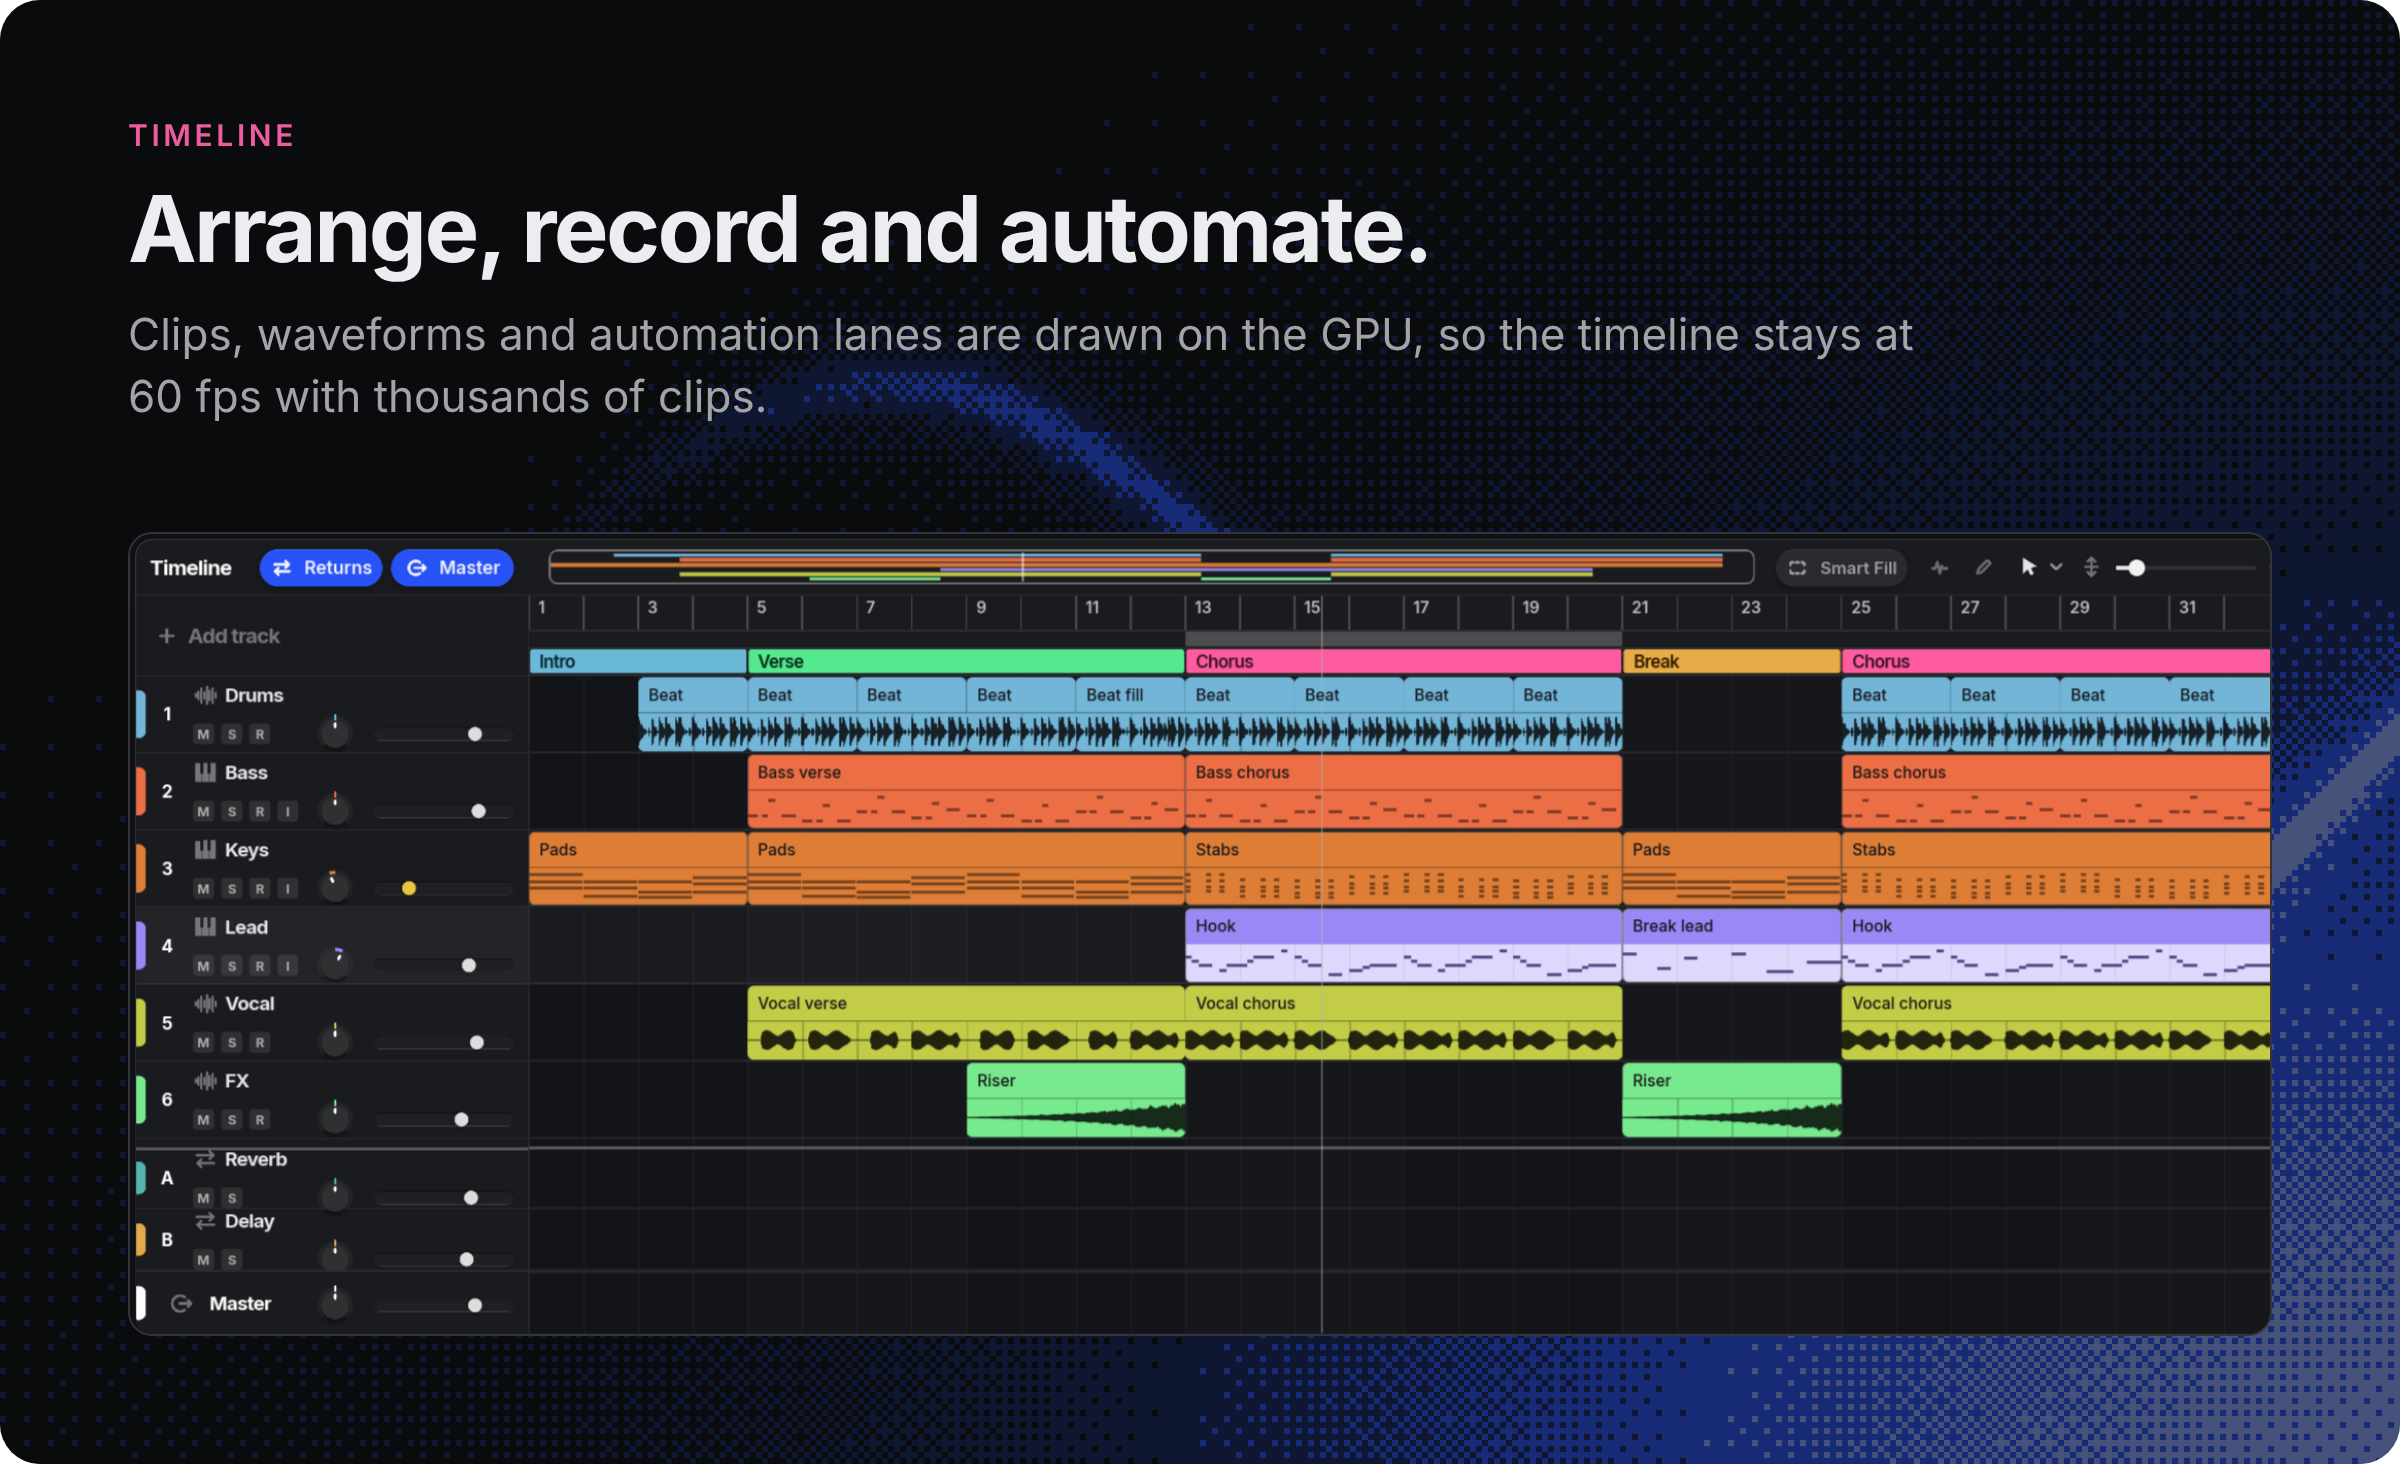 TIMELINE
Arrange, record and automate.
Clips, waveforms and automation lanes are drawn on the GPU, so the timeline stays at
60 fps with thousands of clips.
Timeline Returns Master Smart Fill
1 3 5 7 9 11 13 15 17 19 21 23 25 27 29 31
Add track
Intro Verse Chorus Break Chorus
1 Drums M S R
Beat Beat Beat Beat Beat fill Beat Beat Beat Beat Beat Beat Beat Beat
2 Bass M S R I
Bass verse Bass chorus Bass chorus
3 Keys M S R I
Pads Pads Stabs Pads Stabs
4 Lead M S R I
Hook Break lead Hook
5 Vocal M S R
Vocal verse Vocal chorus Vocal chorus
6 FX M S R
Riser Riser
A Reverb M S
B Delay M S
Master